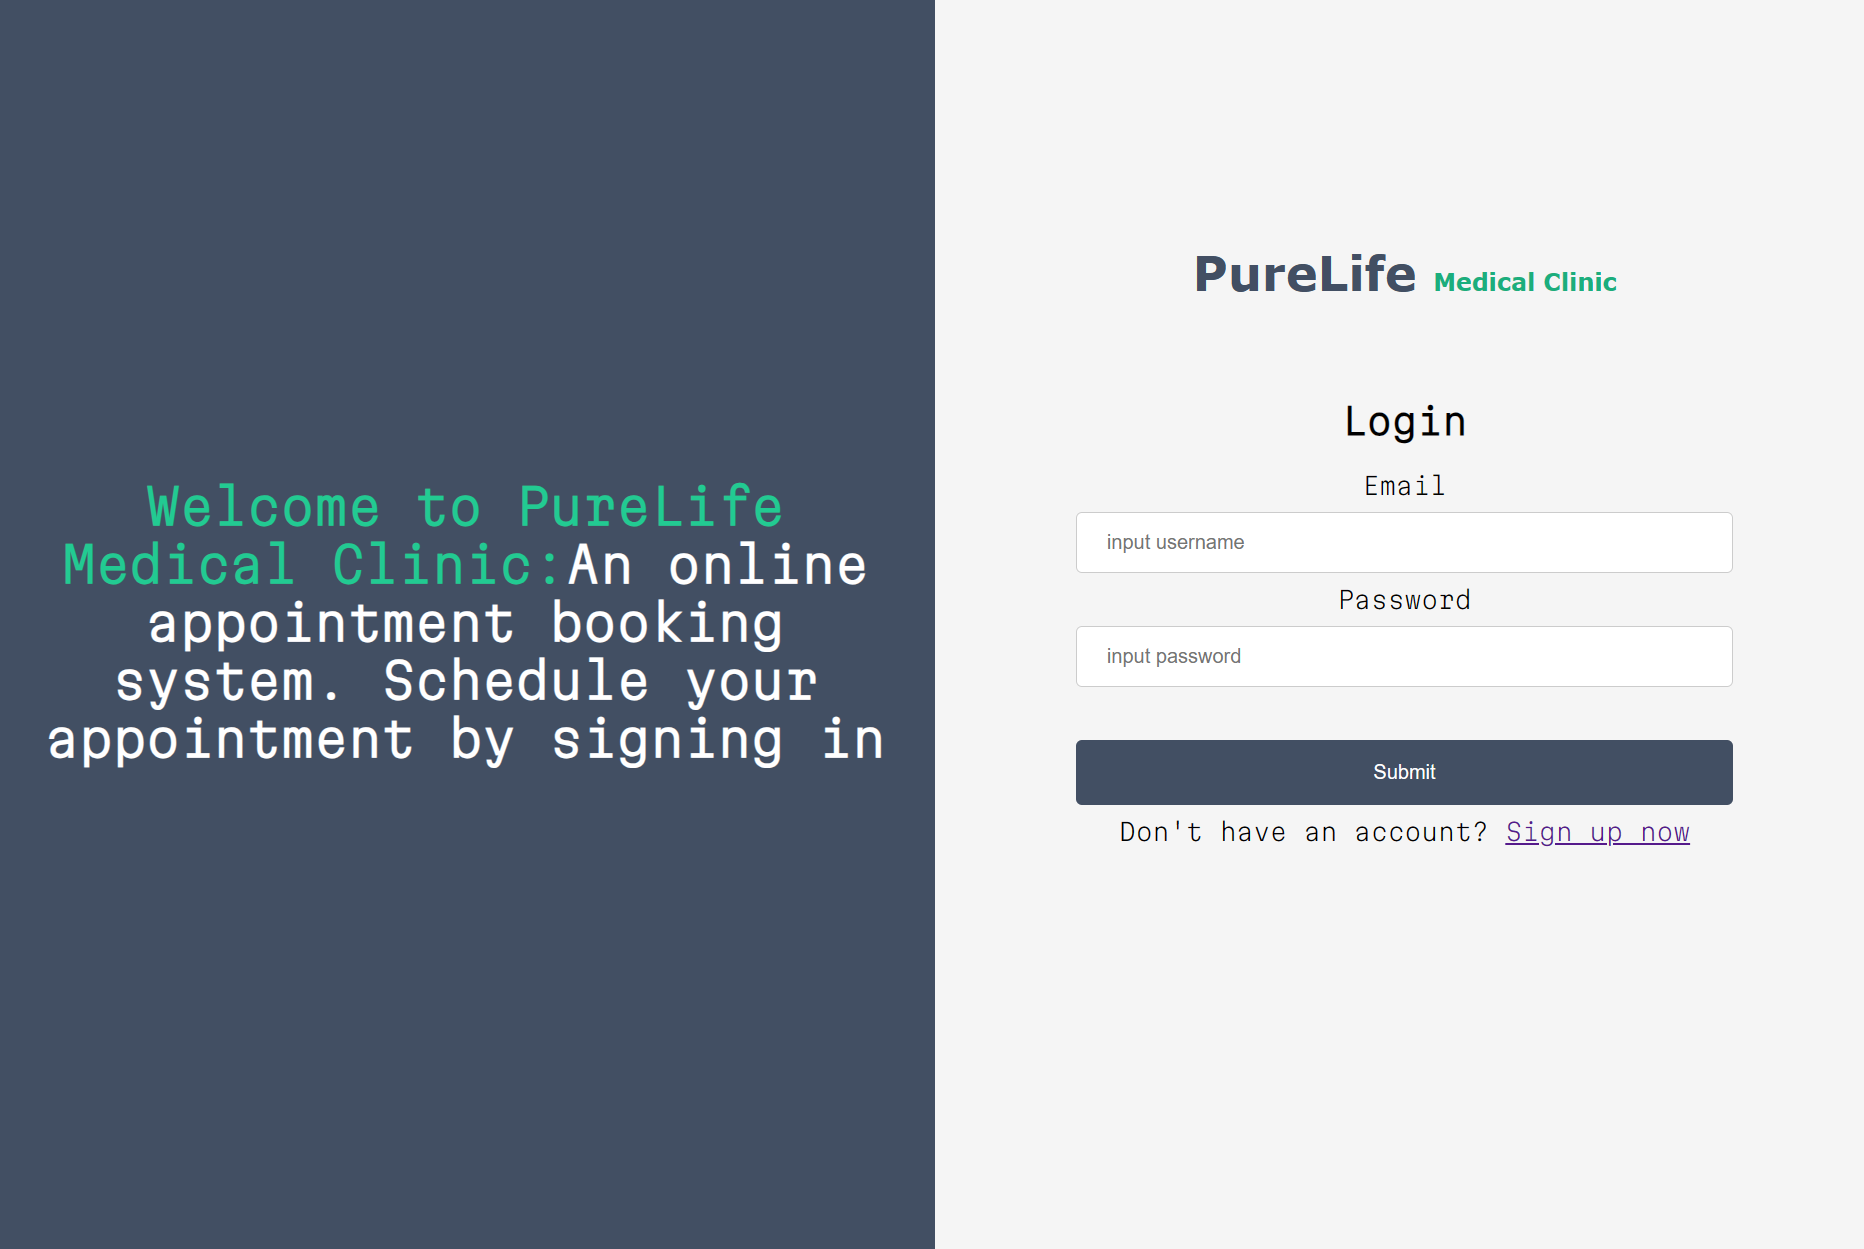 Welcome to PureLife
Medical Clinic:An online
appointment booking
system. Schedule your
appointment by signing in
PureLife Medical Clinic
Login
Email
input username
Password
input password
Submit
Don't have an account? Sign up now